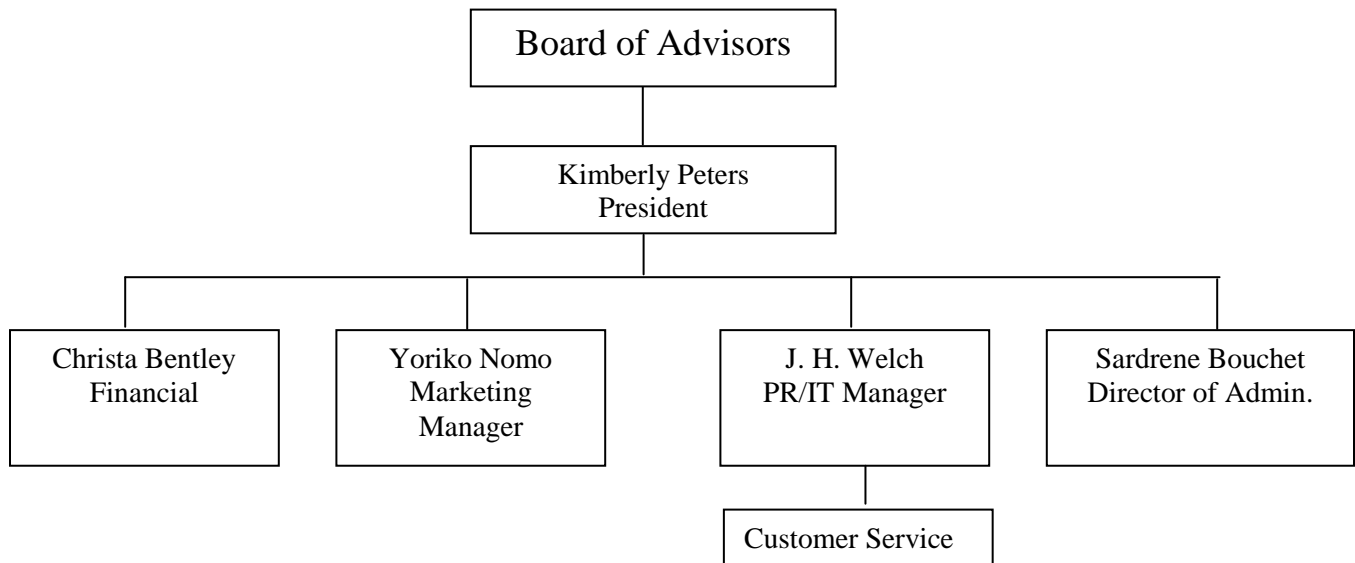 Board of Advisors
Kimberly Peters
President
Christa Bentley
Financial
Yoriko Nomo
Marketing
Manager
J. H. Welch
PR/IT Manager
Sardrene Bouchet
Director of Admin.
Customer Service